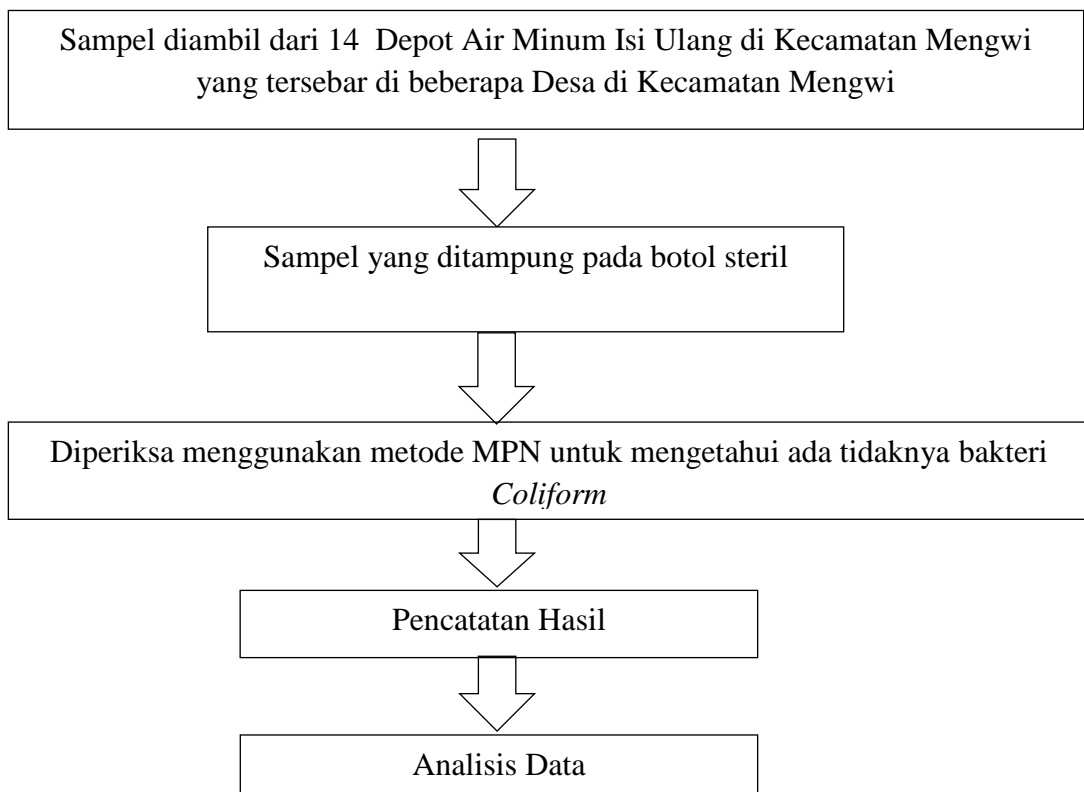 Sampel diambil dari 14  Depot Air Minum Isi Ulang di Kecamatan Mengwi
yang tersebar di beberapa Desa di Kecamatan Mengwi
Sampel yang ditampung pada botol steril
Diperiksa menggunakan metode MPN untuk mengetahui ada tidaknya bakteri
Coliform
Pencatatan Hasil
Analisis Data